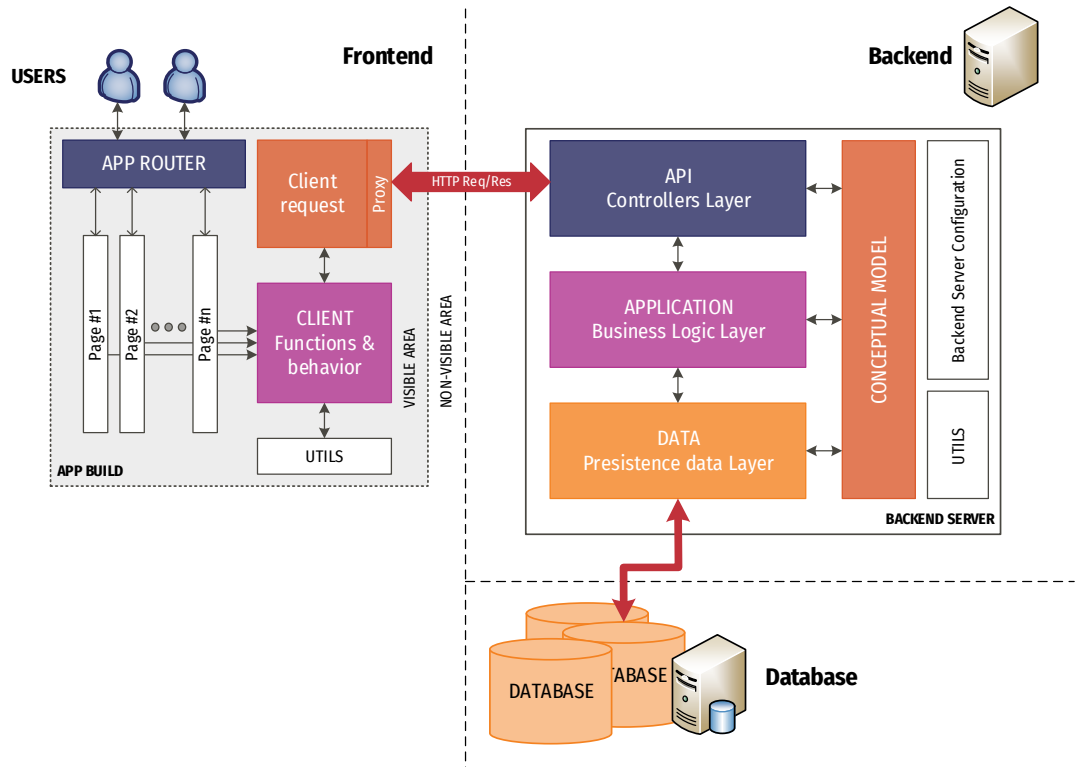 Frontend
Backend
USERS
APP ROUTER
Client
request
Proxy
HTTP Req/Res
API
Controllers Layer
Page #1
Page #2
Page #n
CLIENT
Functions &
behavior
UTILS
APP BUILD
VISIBLE AREA
NON-VISIBLE AREA
APPLICATION
Business Logic Layer
DATA
Presistence data Layer
CONCEPTUAL MODEL
Backend Server Configuration
UTILS
BACKEND SERVER
DATABASE
TABASE
Database